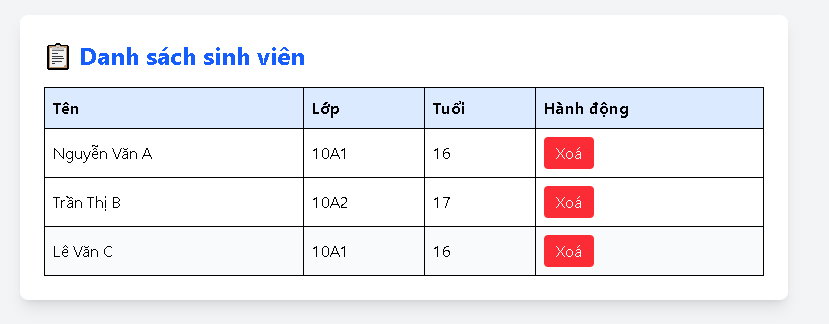 📋 Danh sách sinh viên
Tên Lớp Tuổi Hành động
Nguyễn Văn A 10A1 16 Xoá
Trần Thị B 10A2 17 Xoá
Lê Văn C 10A1 16 Xoá